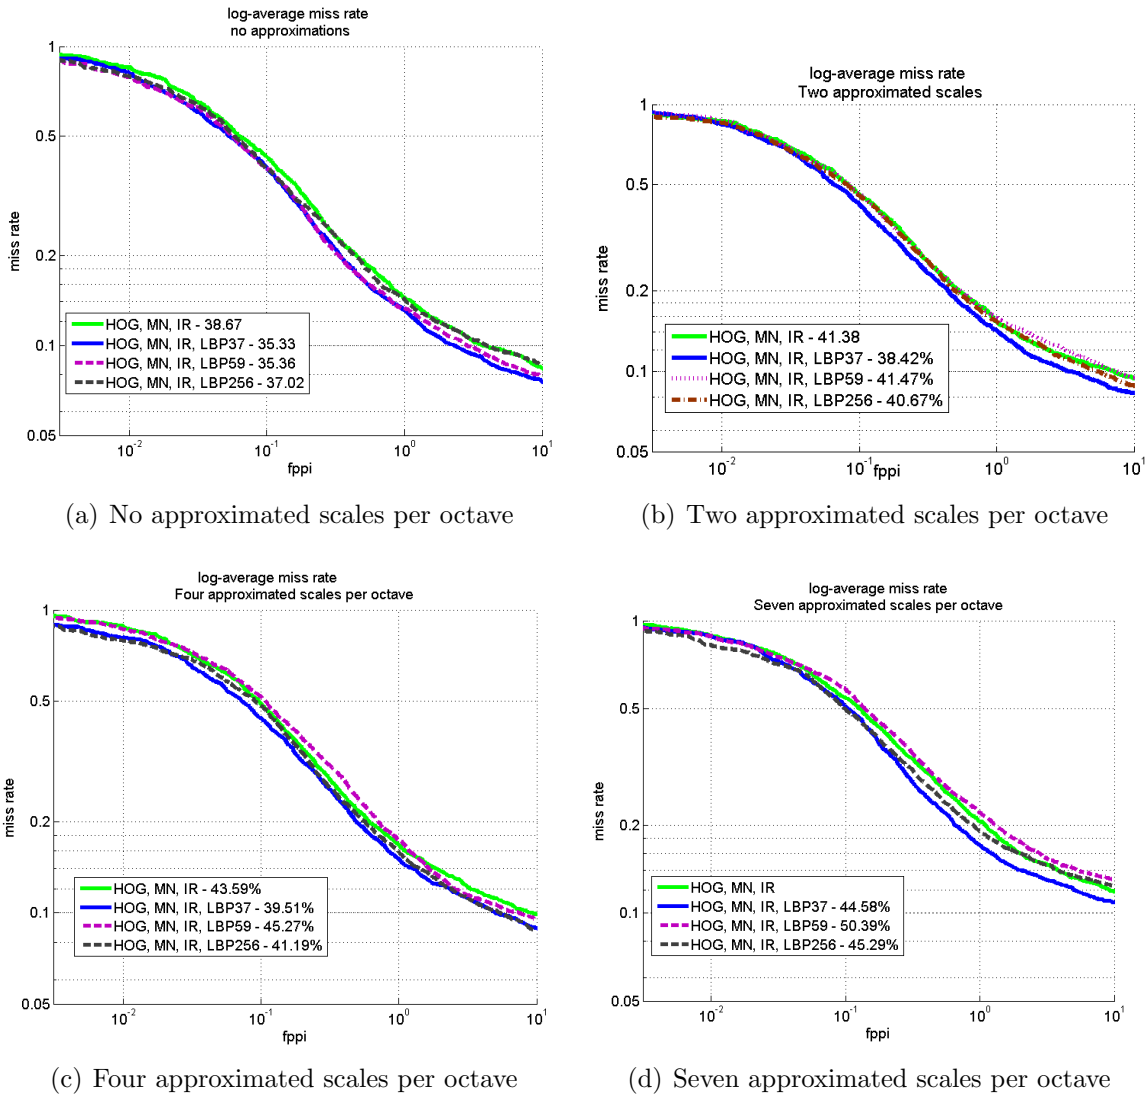 log-average miss rate
no approximations
1
0.5
0.2
0.1
0.05
miss rate
HOG, MN, IR - 38.67
HOG, MN, IR, LBP37 - 35.33
HOG, MN, IR, LBP59 - 35.36
HOG, MN, IR, LBP256 - 37.02
10^-2
10^-1
10^0
10^1
fppi
(a) No approximated scales per octave
log-average miss rate
Two approximated scales
1
0.5
0.2
0.1
0.05
miss rate
HOG, MN, IR - 41.38
HOG, MN, IR, LBP37 - 38.42%
HOG, MN, IR, LBP59 - 41.47%
HOG, MN, IR, LBP256 - 40.67%
10^-2
10^-1
10^0
10^1
fppi
(b) Two approximated scales per octave
log-average miss rate
Four approximated scales per octave
1
0.5
0.2
0.1
0.05
miss rate
HOG, MN, IR - 43.59%
HOG, MN, IR, LBP37 - 39.51%
HOG, MN, IR, LBP59 - 45.27%
HOG, MN, IR, LBP256 - 41.19%
10^-2
10^-1
10^0
10^1
fppi
(c) Four approximated scales per octave
log-average miss rate
Seven approximated scales per octave
1
0.5
0.2
0.1
0.05
miss rate
HOG, MN, IR
HOG, MN, IR, LBP37 - 44.58%
HOG, MN, IR, LBP59 - 50.39%
HOG, MN, IR, LBP256 - 45.29%
10^-2
10^-1
10^0
10^1
fppi
(d) Seven approximated scales per octave